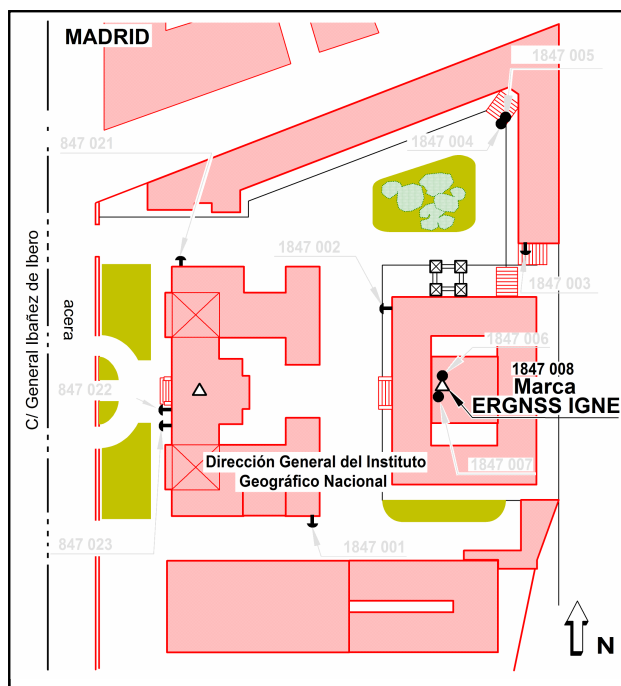 MADRID
1847 005
847 021
1847 004
1847 002
1847 003
C/ General Ibañez de Ibero
acera
1847 006
1847 008
Marca
ERGNSS IGNE
847 022
Dirección General del Instituto
Geográfico Nacional
1847 007
847 023
1847 001
N